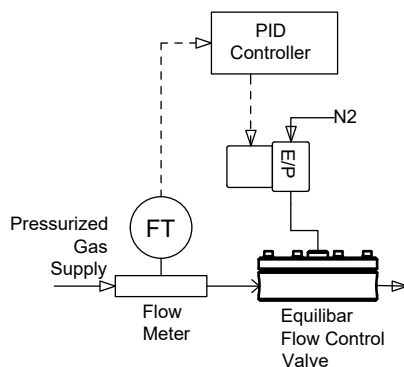 PID
Controller
N2
E/P
FT
Pressurized
Gas
Supply
Flow
Meter
Equilibar
Flow Control
Valve